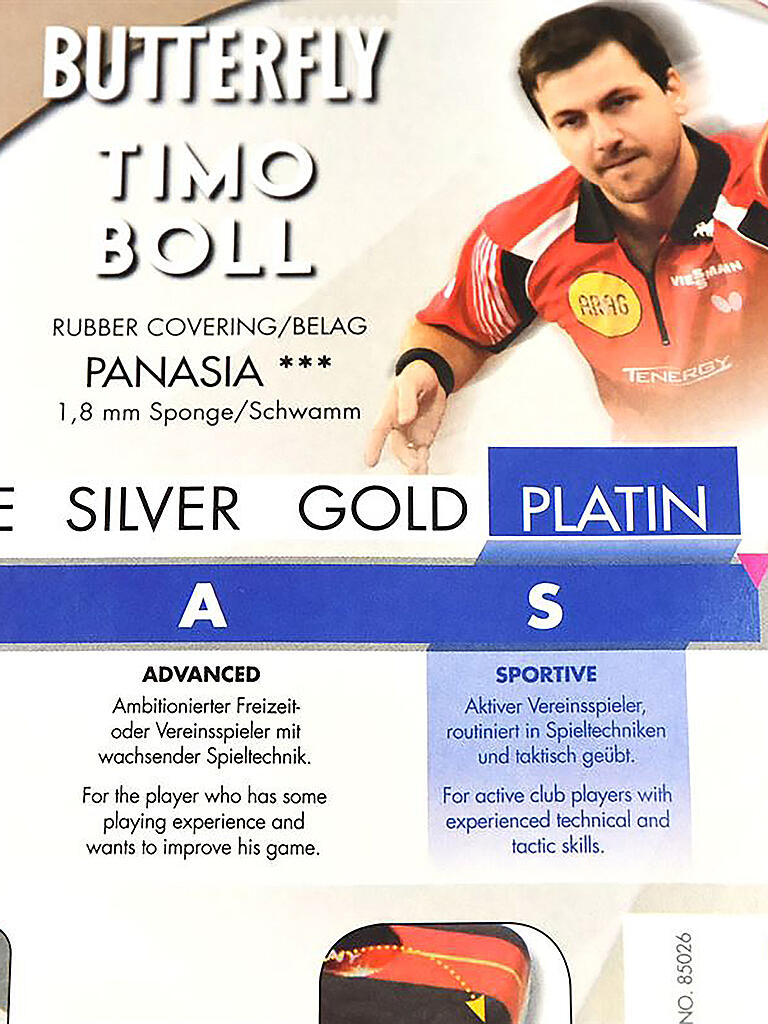 BUTTERFLY
TIMO
BOLL
RUBBER COVERING/BELAG
PANASIA ***
1,8 mm Sponge/Schwamm
ARAG
VIESSMANN
TENERGY
E SILVER GOLD PLATIN
A S
ADVANCED
Ambitionierter Freizeit-
oder Vereinsspieler mit
wachsender Spieltechnik.
For the player who has some
playing experience and
wants to improve his game.
SPORTIVE
Aktiver Vereinsspieler,
routiniert in Spieltechniken
und taktisch geübt.
For active club players with
experienced technical and
tactic skills.
NO. 85026